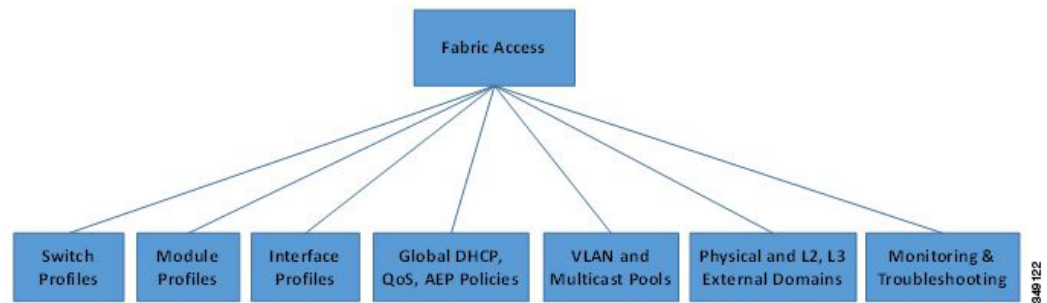 Fabric Access
Switch
Profiles
Module
Profiles
Interface
Profiles
Global DHCP,
QoS, AEP Policies
VLAN and
Multicast Pools
Physical and L2, L3
External Domains
Monitoring &
Troubleshooting
349122